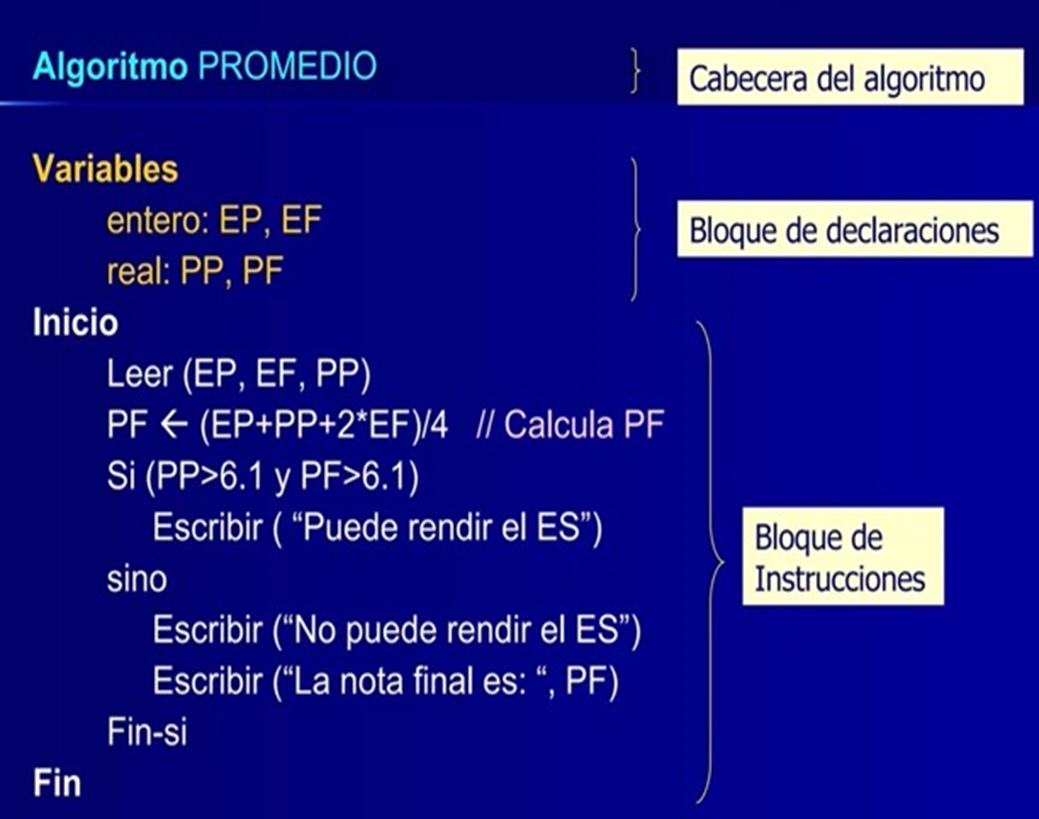 Algoritmo PROMEDIO
Cabecera del algoritmo
Variables
entero: EP, EF
real: PP, PF
Bloque de declaraciones
Inicio
Leer (EP, EF, PP)
PF ← (EP+PP+2*EF)/4 // Calcula PF
Si (PP>6.1 y PF>6.1)
Escribir ( “Puede rendir el ES”)
sino
Escribir (“No puede rendir el ES”)
Escribir (“La nota final es: “, PF)
Fin-si
Fin
Bloque de
Instrucciones